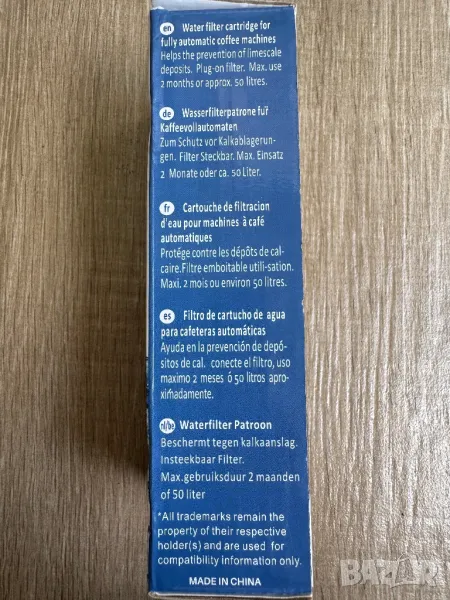 en Water filter cartridge for
fully automatic coffee machines
Helps the prevention of limescale
deposits. Plug-on filter. Max. use
2 months or approx. 50 litres.
de Wasserfilterpatrone fu?
Kaffeevollautomaten
Zum Schutz vor Kalkablagerun-
gen. Filter Steckbar. Max. Einsatz
2 Monate oder ca. 50 Liter.
fr Cartouche de filtracion
d'eau pour machines à café
automatiques
Protége contre les dépôts de cal-
caire.Filtre emboitable utili-sation.
Maxi. 2 mois ou environ 50 litres.
es Filtro de cartucho de agua
para cafeteras automáticas
Ayuda en la prevención de depó-
sitos de cal. conecte el filtro, uso
maximo 2 meses ó 50 litros apro-
ximadamente.
nl/be Waterfilter Patroon
Beschermt tegen kalkaanslag.
Insteekbaar Filter.
Max.gebruiksduur 2 maanden
of 50 liter
*All trademarks remain the
property of their respective
holder(s) and are used for
compatibility information only.
MADE IN CHINA
BAZAR.BG